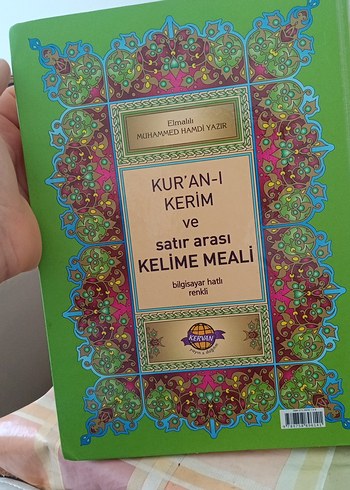 Elmalılı
MUHAMMED HAMDİ YAZIR
KUR'AN-I
KERİM
ve
satır arası
KELİME MEALİ
bilgisayar hatlı
renkli
KERVAN